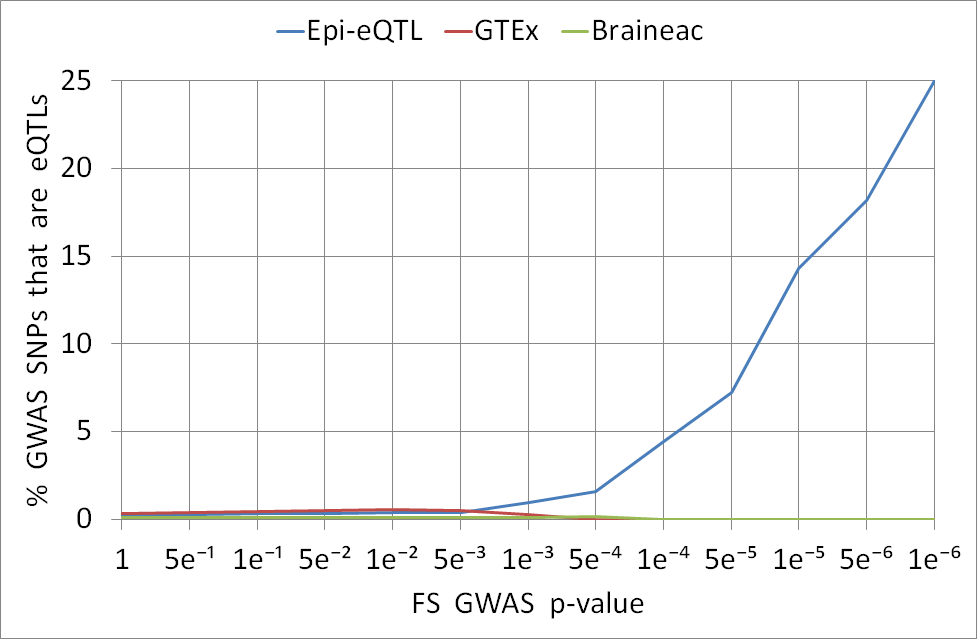 Epi-eQTL GTEx Braineac
% GWAS SNPs that are eQTLs
25
20
15
10
5
0
1 5e⁻¹ 1e⁻¹ 5e⁻² 1e⁻² 5e⁻³ 1e⁻³ 5e⁻⁴ 1e⁻⁴ 5e⁻⁵ 1e⁻⁵ 5e⁻⁶ 1e⁻⁶
FS GWAS p-value